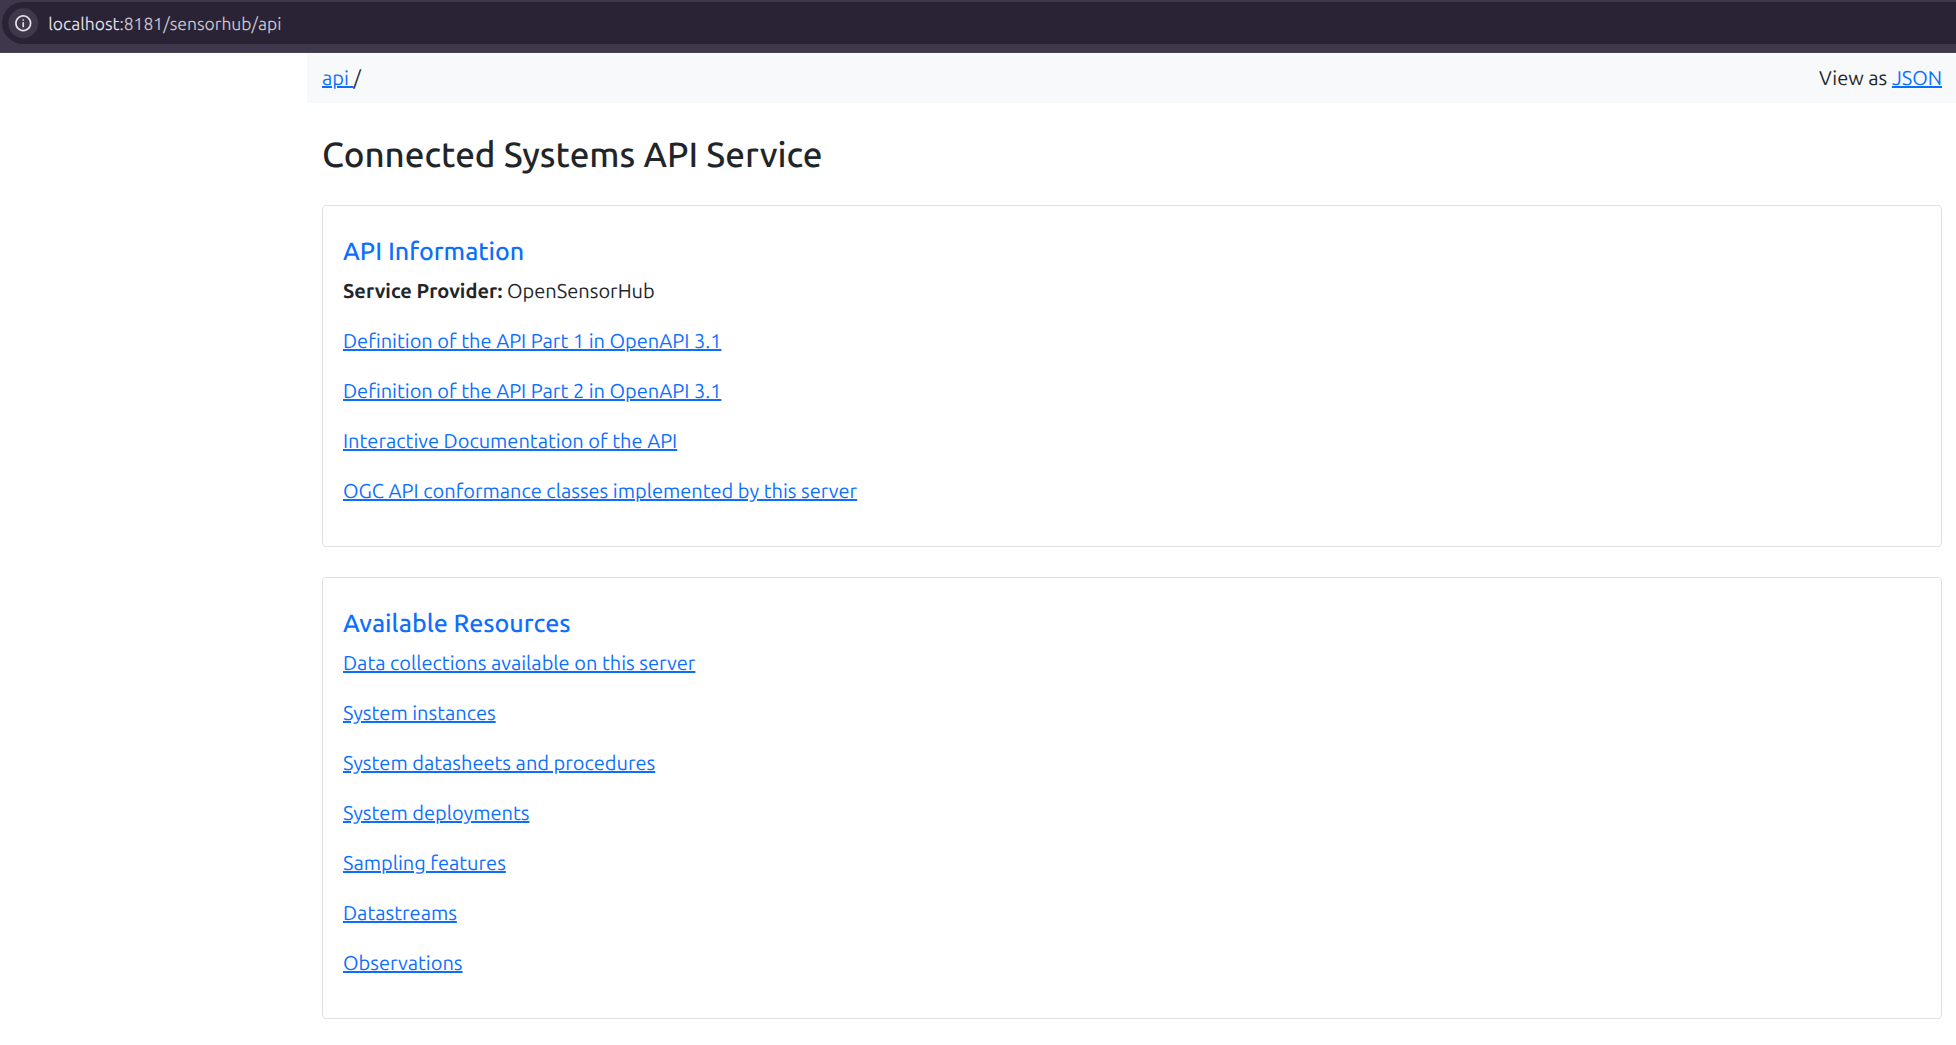 localhost:8181/sensorhub/api
api / View as JSON
Connected Systems API Service
API Information
Service Provider: OpenSensorHub
Definition of the API Part 1 in OpenAPI 3.1
Definition of the API Part 2 in OpenAPI 3.1
Interactive Documentation of the API
OGC API conformance classes implemented by this server
Available Resources
Data collections available on this server
System instances
System datasheets and procedures
System deployments
Sampling features
Datastreams
Observations